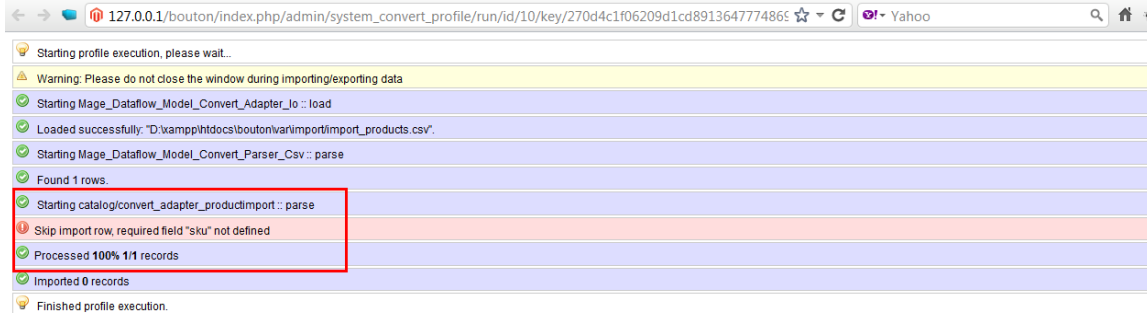 127.0.0.1/bouton/index.php/admin/system_convert_profile/run/id/10/key/270d4c1f06209d1cd8913647774869 Yahoo
Starting profile execution, please wait...
Warning: Please do not close the window during importing/exporting data
Starting Mage_Dataflow_Model_Convert_Adapter_Io :: load
Loaded successfully: "D:\xampp\htdocs\bouton\var\import/import_products.csv".
Starting Mage_Dataflow_Model_Convert_Parser_Csv :: parse
Found 1 rows.
Starting catalog/convert_adapter_productimport :: parse
Skip import row, required field "sku" not defined
Processed 100% 1/1 records
Imported 0 records
Finished profile execution.